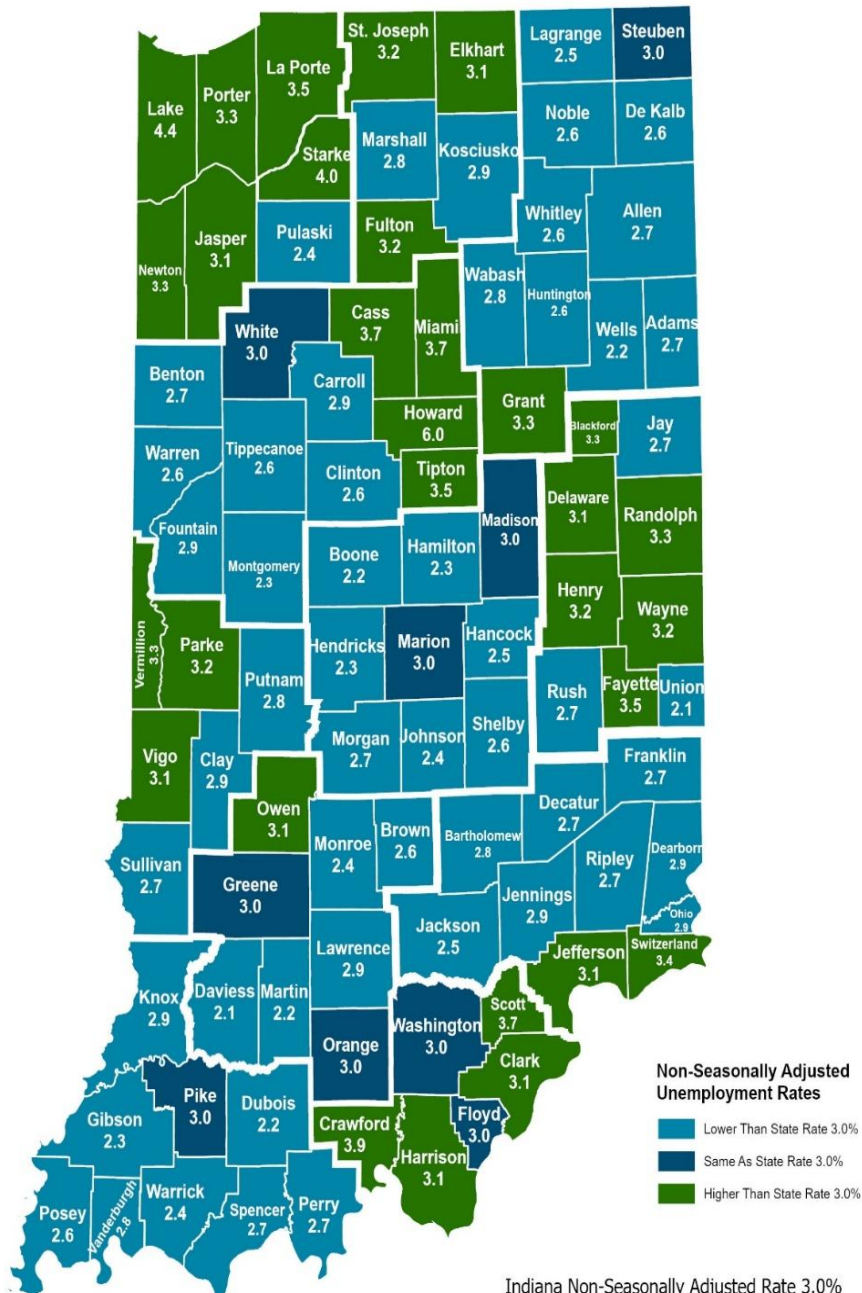 St. Joseph
3.2
Elkhart
3.1
Lagrange
2.5
Steuben
3.0
La Porte
3.5
Porter
3.3
Lake
4.4
Noble
2.6
De Kalb
2.6
Marshall
2.8
Kosciusko
2.9
Starke
4.0
Whitley
2.6
Allen
2.7
Pulaski
2.4
Fulton
3.2
Jasper
3.1
Newton
3.3
Wabash
2.8
Huntington
2.6
White
3.0
Cass
3.7
Miami
3.7
Wells
2.2
Adams
2.7
Benton
2.7
Carroll
2.9
Grant
3.3
Howard
6.0
Blackford
3.3
Jay
2.7
Warren
2.6
Tippecanoe
2.6
Clinton
2.6
Tipton
3.5
Delaware
3.1
Randolph
3.3
Madison
3.0
Fountain
2.9
Montgomery
2.3
Boone
2.2
Hamilton
2.3
Henry
3.2
Wayne
3.2
Vermillion
3.3
Parke
3.2
Hendricks
2.3
Marion
3.0
Hancock
2.5
Putnam
2.8
Rush
2.7
Fayette
3.5
Union
2.1
Shelby
2.6
Vigo
3.1
Clay
2.9
Morgan
2.7
Johnson
2.4
Franklin
2.7
Owen
3.1
Decatur
2.7
Monroe
2.4
Brown
2.6
Bartholomew
2.8
Dearborn
2.9
Sullivan
2.7
Ripley
2.7
Greene
3.0
Jennings
2.9
Ohio
2.9
Jackson
2.5
Lawrence
2.9
Jefferson
3.1
Switzerland
3.4
Knox
2.9
Daviess
2.1
Martin
2.2
Scott
3.7
Washington
3.0
Orange
3.0
Clark
3.1
Pike
3.0
Dubois
2.2
Gibson
2.3
Crawford
3.9
Floyd
3.0
Harrison
3.1
Posey
2.6
Vanderburgh
2.8
Warrick
2.4
Spencer
2.7
Perry
2.7
Non-Seasonally Adjusted
Unemployment Rates
Lower Than State Rate 3.0%
Same As State Rate 3.0%
Higher Than State Rate 3.0%
Indiana Non-Seasonally Adjusted Rate 3.0%